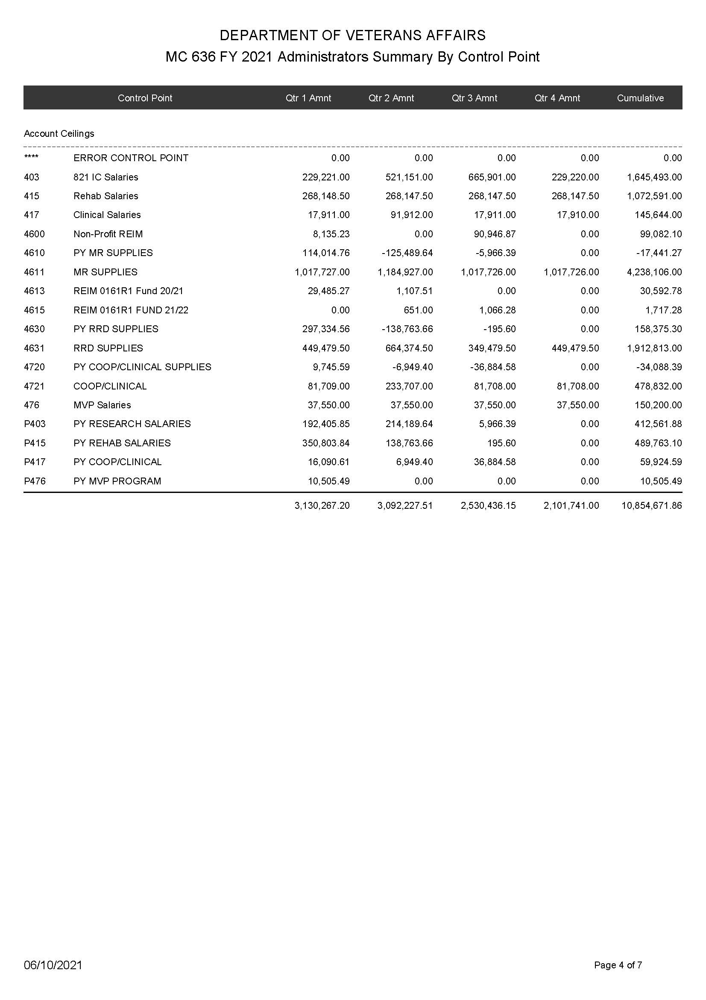 DEPARTMENT OF VETERANS AFFAIRS
MC 636 FY 2021 Administrators Summary By Control Point
Control Point Qtr 1 Amnt Qtr 2 Amnt Qtr 3 Amnt Qtr 4 Amnt Cumulative
Account Ceilings
**** ERROR CONTROL POINT 0.00 0.00 0.00 0.00 0.00
403 821 IC Salaries 229,221.00 521,151.00 665,901.00 229,220.00 1,645,493.00
415 Rehab Salaries 268,148.50 268,147.50 268,147.50 268,147.50 1,072,591.00
417 Clinical Salaries 17,911.00 91,912.00 17,911.00 17,910.00 145,644.00
4600 Non-Profit REIM 8,135.23 0.00 90,946.87 0.00 99,082.10
4610 PY MR SUPPLIES 114,014.76 -125,489.64 -5,966.39 0.00 -17,441.27
4611 MR SUPPLIES 1,017,727.00 1,184,927.00 1,017,726.00 1,017,726.00 4,238,106.00
4613 REIM 0161R1 Fund 20/21 29,485.27 1,107.51 0.00 0.00 30,592.78
4615 REIM 0161R1 FUND 21/22 0.00 651.00 1,066.28 0.00 1,717.28
4630 PY RRD SUPPLIES 297,334.56 -138,763.66 -195.60 0.00 158,375.30
4631 RRD SUPPLIES 449,479.50 664,374.50 349,479.50 449,479.50 1,912,813.00
4720 PY COOP/CLINICAL SUPPLIES 9,745.59 -6,949.40 -36,884.58 0.00 -34,088.39
4721 COOP/CLINICAL 81,709.00 233,707.00 81,708.00 81,708.00 478,832.00
476 MVP Salaries 37,550.00 37,550.00 37,550.00 37,550.00 150,200.00
P403 PY RESEARCH SALARIES 192,405.85 214,189.64 5,966.39 0.00 412,561.88
P415 PY REHAB SALARIES 350,803.84 138,763.66 195.60 0.00 489,763.10
P417 PY COOP/CLINICAL 16,090.61 6,949.40 36,884.58 0.00 59,924.59
P476 PY MVP PROGRAM 10,505.49 0.00 0.00 0.00 10,505.49
3,130,267.20 3,092,227.51 2,530,436.15 2,101,741.00 10,854,671.86
06/10/2021 Page 4 of 7